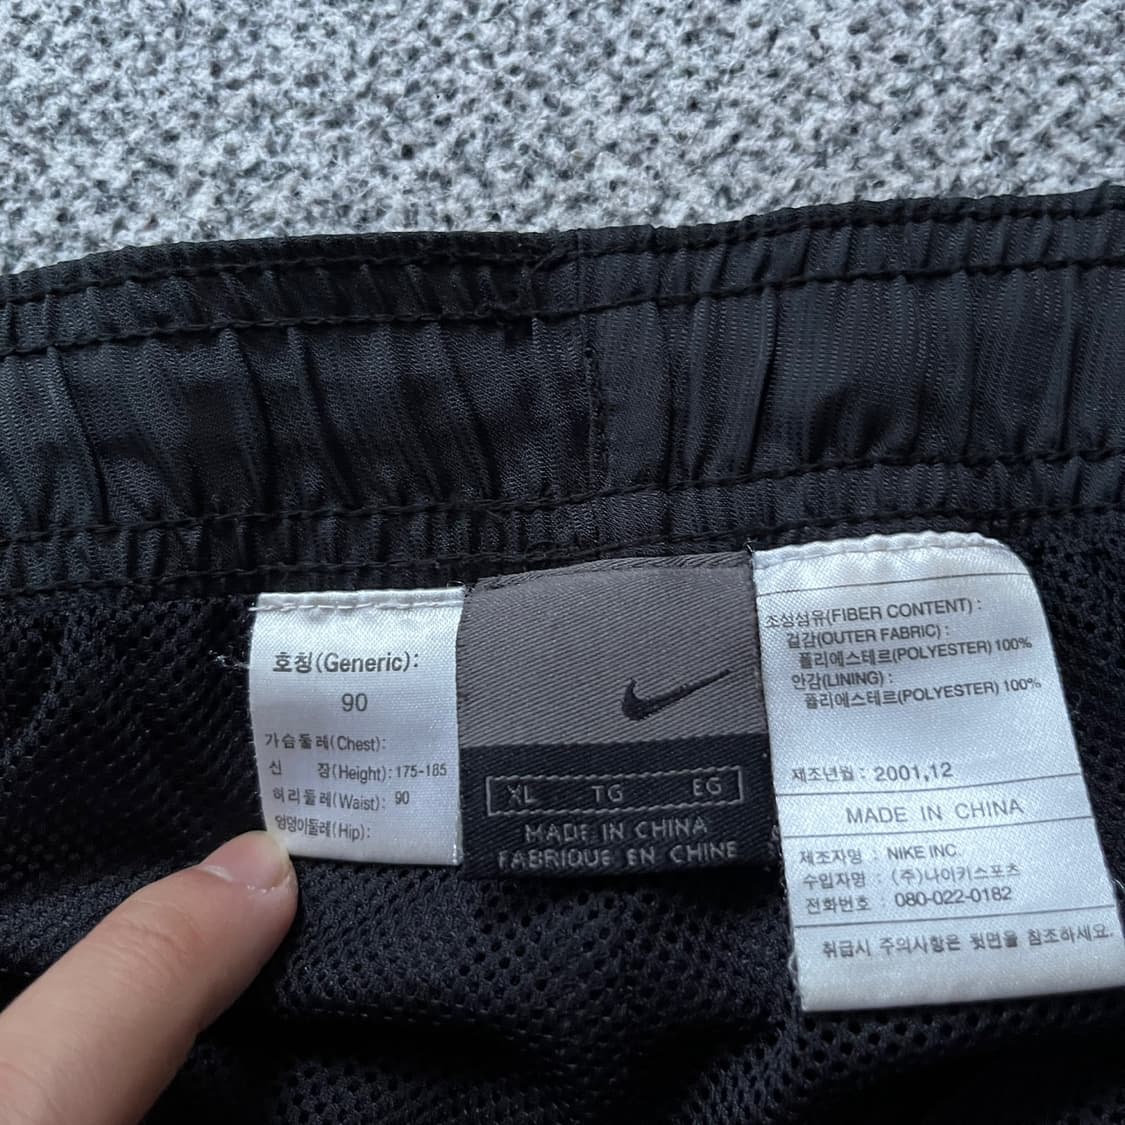 호칭(Generic):
90
가슴둘레(Chest):
신 장(Height): 175-185
허리둘레(Waist): 90
엉덩이둘레(Hip):
XL TG EG
MADE IN CHINA
FABRIQUE EN CHINE
조성섬유(FIBER CONTENT) :
겉감(OUTER FABRIC) :
폴리에스테르(POLYESTER) 100%
안감(LINING) :
폴리에스테르(POLYESTER) 100%
제조년월 : 2001,12
MADE IN CHINA
제조자명 : NIKE INC.
수입자명 : (주)나이키스포츠
전화번호 : 080-022-0182
취급시 주의사항은 뒷면을 참조하세요.